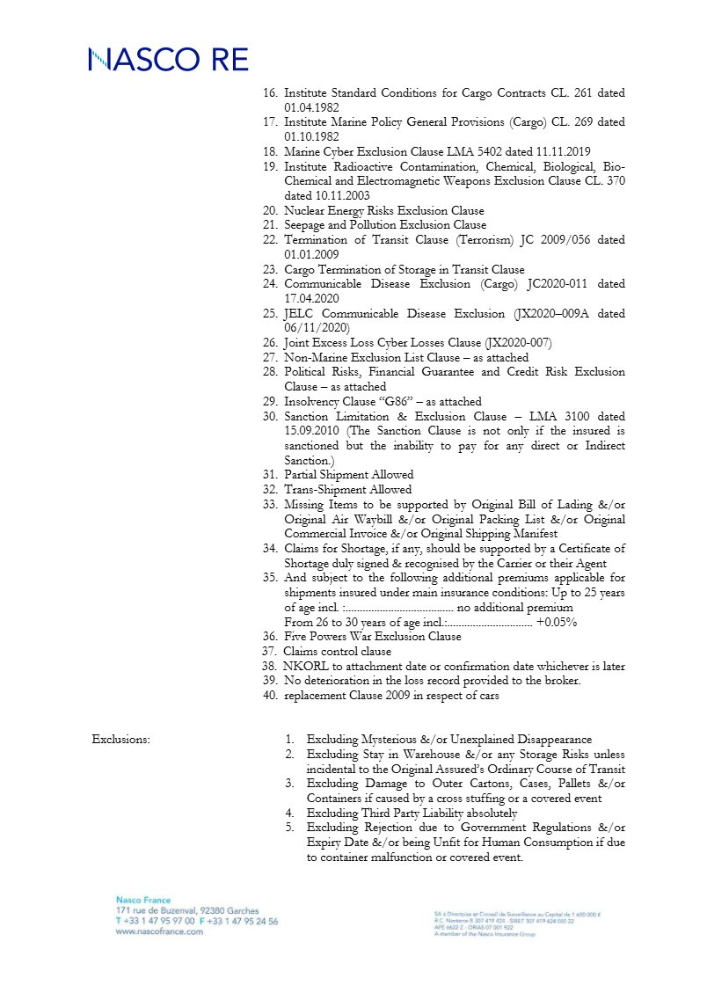 NASCO RE
16. Institute Standard Conditions for Cargo Contracts CL. 261 dated
01.04.1982
17. Institute Marine Policy General Provisions (Cargo) CL. 269 dated
01.10.1982
18. Marine Cyber Exclusion Clause LMA 5402 dated 11.11.2019
19. Institute Radioactive Contamination, Chemical, Biological, Bio-
Chemical and Electromagnetic Weapons Exclusion Clause CL. 370
dated 10.11.2003
20. Nuclear Energy Risks Exclusion Clause
21. Seepage and Pollution Exclusion Clause
22. Termination of Transit Clause (Terrorism) JC 2009/056 dated
01.01.2009
23. Cargo Termination of Storage in Transit Clause
24. Communicable Disease Exclusion (Cargo) JC2020-011 dated
17.04.2020
25. JELC Communicable Disease Exclusion (JX2020–009A dated
06/11/2020)
26. Joint Excess Loss Cyber Losses Clause (JX2020-007)
27. Non-Marine Exclusion List Clause – as attached
28. Political Risks, Financial Guarantee and Credit Risk Exclusion
Clause – as attached
29. Insolvency Clause “G86” – as attached
30. Sanction Limitation & Exclusion Clause – LMA 3100 dated
15.09.2010 (The Sanction Clause is not only if the insured is
sanctioned but the inability to pay for any direct or Indirect
Sanction.)
31. Partial Shipment Allowed
32. Trans-Shipment Allowed
33. Missing Items to be supported by Original Bill of Lading &/or
Original Air Waybill &/or Original Packing List &/or Original
Commercial Invoice &/or Original Shipping Manifest
34. Claims for Shortage, if any, should be supported by a Certificate of
Shortage duly signed & recognised by the Carrier or their Agent
35. And subject to the following additional premiums applicable for
shipments insured under main insurance conditions: Up to 25 years
of age incl. :...................................... no additional premium
From 26 to 30 years of age incl.:.............................. +0.05%
36. Five Powers War Exclusion Clause
37. Claims control clause
38. NKORL to attachment date or confirmation date whichever is later
39. No deterioration in the loss record provided to the broker.
40. replacement Clause 2009 in respect of cars
Exclusions:
1. Excluding Mysterious &/or Unexplained Disappearance
2. Excluding Stay in Warehouse &/or any Storage Risks unless
incidental to the Original Assured's Ordinary Course of Transit
3. Excluding Damage to Outer Cartons, Cases, Pallets &/or
Containers if caused by a cross stuffing or a covered event
4. Excluding Third Party Liability absolutely
5. Excluding Rejection due to Government Regulations &/or
Expiry Date &/or being Unfit for Human Consumption if due
to container malfunction or covered event.
Nasco France
171 rue de Buzenval, 92380 Garches
T +33 1 47 95 97 00 F +33 1 47 95 24 56
www.nascofrance.com
SA à Directoire et Conseil de Surveillance au Capital de 1 600 000 €
R.C. Nanterre B 307 419 424 - SIRET 307 419 424 000 22
APE 6622 Z - ORIAS 07 001 922
A member of the Nasco Insurance Group